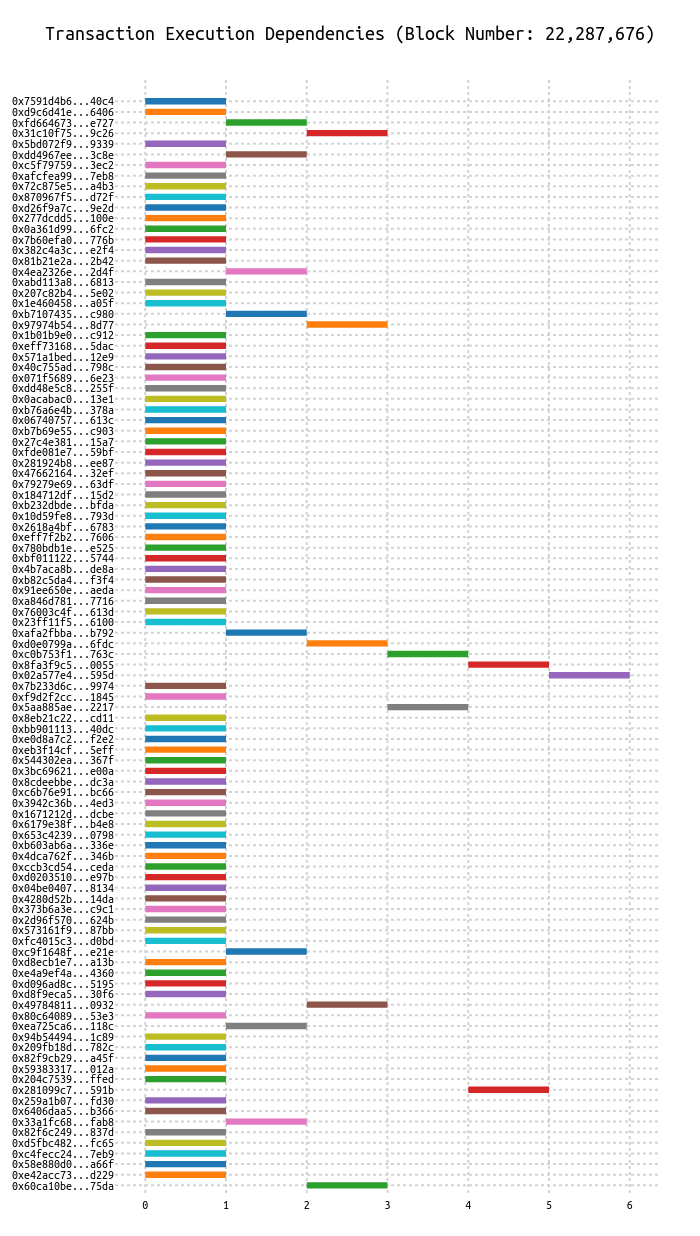 Transaction Execution Dependencies (Block Number: 22,287,676)
0x7591d4b6...40c4
0xd9c6d41e...6406
0xfd664673...e727
0x31c10f75...9c26
0x5bd072f9...9339
0xdd4967ee...3c8e
0xc5f79759...3ec2
0xafcfea99...7eb8
0x72c875e5...a4b3
0x870967f5...d72f
0xd26f9a7c...9e2d
0x277dcdd5...100e
0x0a361d99...6fc2
0x7b60efa0...776b
0x382c4a3c...e2f4
0x81b21e2a...2b42
0x4ea2326e...2d4f
0xabd113a8...6813
0x207c82b4...5e02
0x1e460458...a05f
0xb7107435...c980
0x97974b54...8d77
0x1b01b9e0...c912
0xeff73168...5dac
0x571a1bed...12e9
0x40c755ad...798c
0x071f5689...6e23
0xdd48e5c8...255f
0x0acabac0...13e1
0xb76a6e4b...378a
0x06740757...613c
0xb7b69e55...c903
0x27c4e381...15a7
0xfde081e7...59bf
0x281924b8...ee87
0x47662164...32ef
0x79279e69...63df
0x184712df...15d2
0xb232dbde...bfda
0x10d59fe8...793d
0x2618a4bf...6783
0xeff7f2b2...7606
0x780bdb1e...e525
0xbf011122...5744
0x4b7aca8b...de8a
0xb82c5da4...f3f4
0x91ee650e...aeda
0xa846d781...7716
0x76003c4f...613d
0x23ff11f5...6100
0xafa2fbba...b792
0xd0e0799a...6fdc
0xc0b753f1...763c
0x8fa3f9c5...0055
0x02a577e4...595d
0x7b233d6c...9974
0xf9d2f2cc...1845
0x5aa885ae...2217
0x8eb21c22...cd11
0xbb901113...40dc
0xe0d8a7c2...f2e2
0xeb3f14cf...5eff
0x544302ea...367f
0x3bc69621...e00a
0x8cdeebbe...dc3a
0xc6b76e91...bc66
0x3942c36b...4ed3
0x1671212d...dcbe
0x6179e38f...b4e8
0x653c4239...0798
0xb603ab6a...336e
0x4dca762f...346b
0xccb3cd54...ceda
0xd0203510...e97b
0x04be0407...8134
0x4280d52b...14da
0x373b6a3e...c9c1
0x2d96f570...624b
0x573161f9...87bb
0xfc4015c3...d0bd
0xc9f1648f...e21e
0xd8ecb1e7...a13b
0xe4a9ef4a...4360
0xd096ad8c...5195
0xd8f9eca5...30f6
0x49784811...0932
0x80c64089...53e3
0xea725ca6...118c
0x94b54494...1c89
0x209fb18d...782c
0x82f9cb29...a45f
0x59383317...012a
0x204c7539...ffed
0x281099c7...591b
0x259a1b07...fd30
0x6406daa5...b366
0x33a1fc68...fab8
0x82f6c249...837d
0xd5fbc482...fc65
0xc4fecc24...7eb9
0x58e880d0...a66f
0xe42acc73...d229
0x60ca10be...75da
0 1 2 3 4 5 6